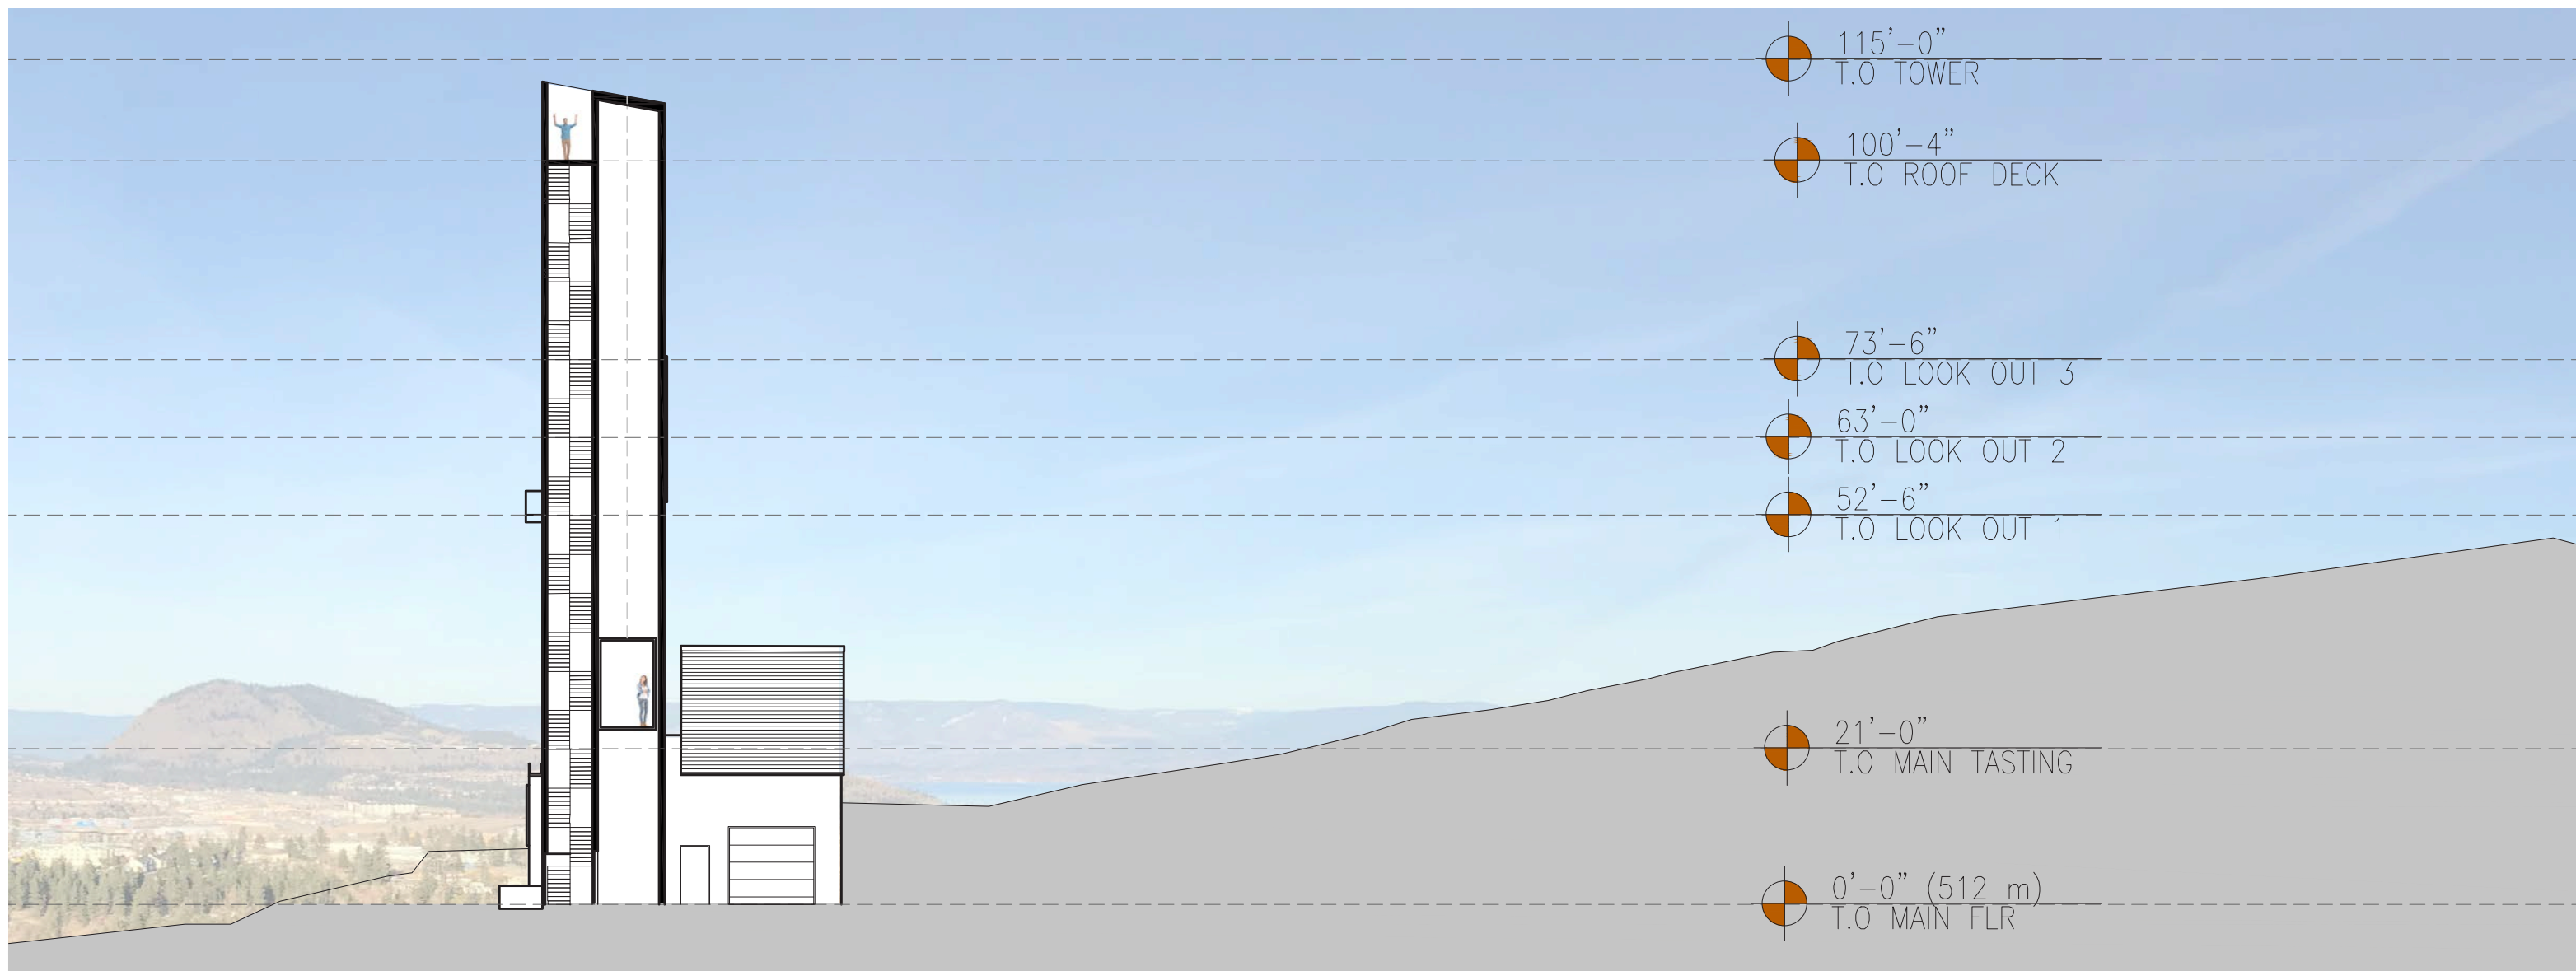 115’-0”
T.O TOWER
100’-4”
T.O ROOF DECK
73’-6”
T.O LOOK OUT 3
63’-0”
T.O LOOK OUT 2
52’-6”
T.O LOOK OUT 1
21’-0”
T.O MAIN TASTING
0’-0” (512 m)
T.O MAIN FLR